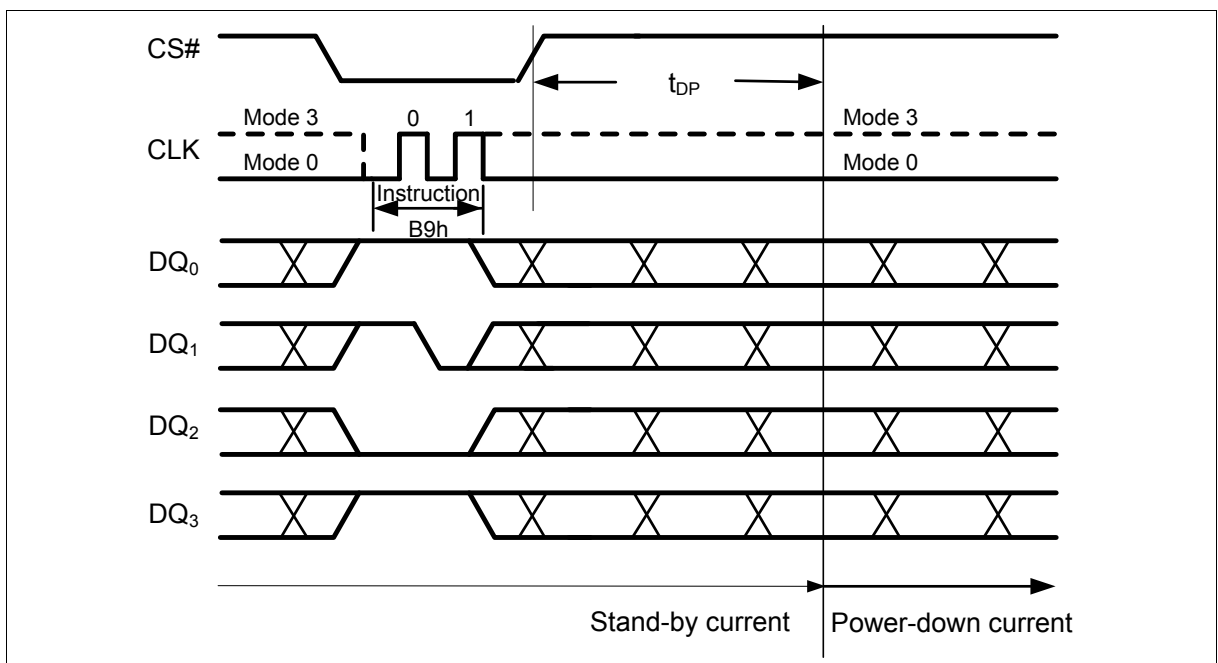 CS#
tDP
Mode 3 0 1 Mode 3
CLK
Mode 0 Mode 0
Instruction
B9h
DQ0
DQ1
DQ2
DQ3
Stand-by current Power-down current